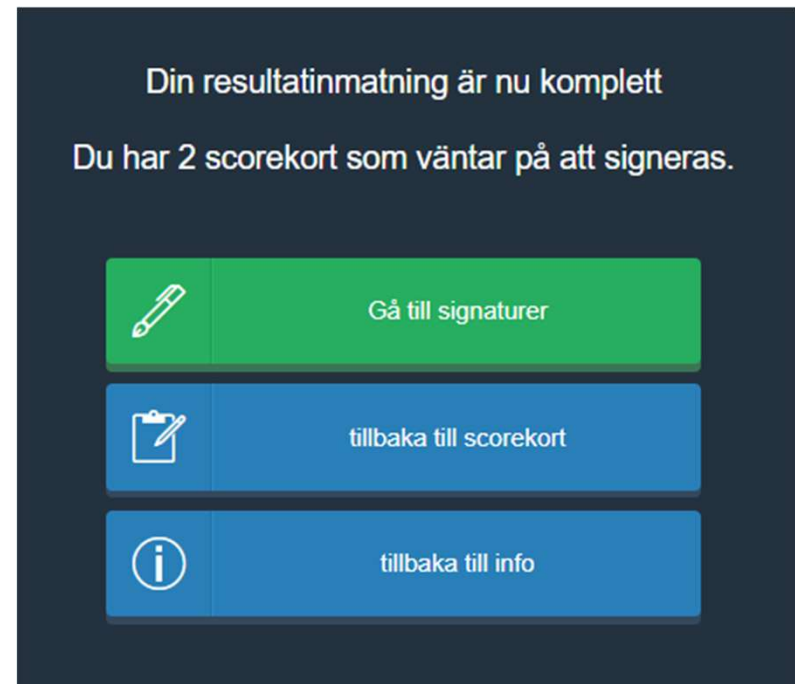 Din resultatinmatning är nu komplett
Du har 2 scorekort som väntar på att signeras.
Gå till signaturer
tillbaka till scorekort
tillbaka till info